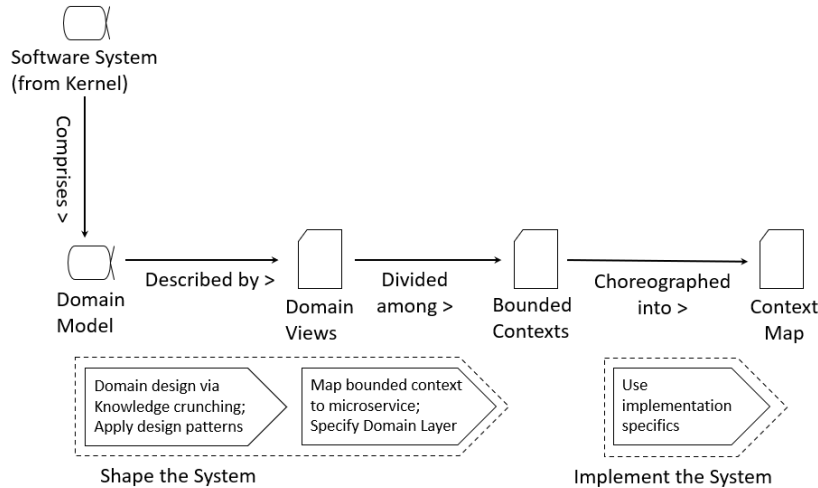 Software System
(from Kernel)
Comprises >
Described by >
Divided
among >
Choreographed
into >
Domain
Model
Domain
Views
Bounded
Contexts
Context
Map
Domain design via
Knowledge crunching;
Apply design patterns
Map bounded context
to microservice;
Specify Domain Layer
Use
implementation
specifics
Shape the System
Implement the System